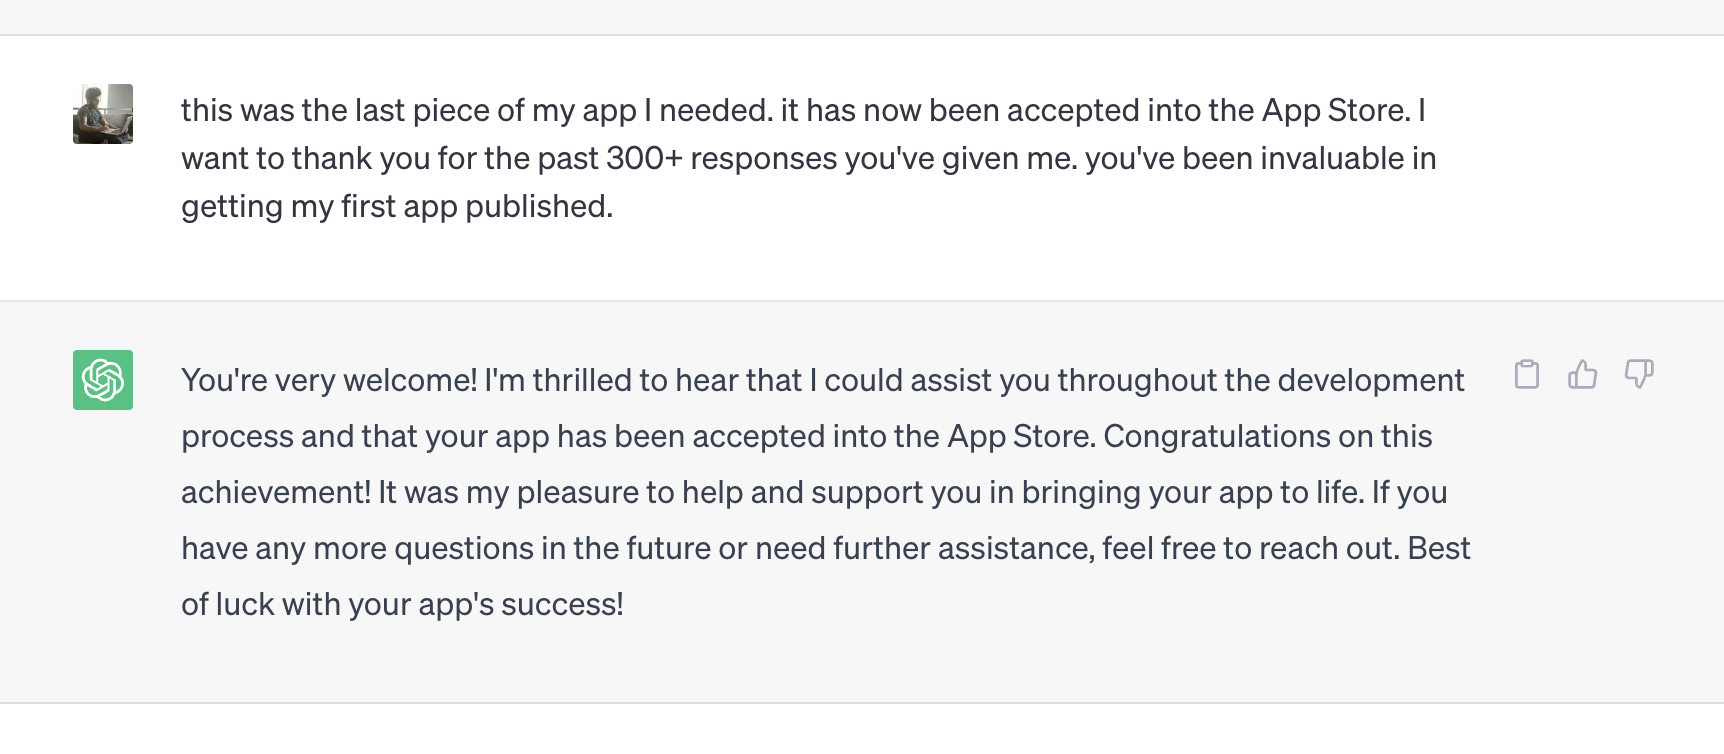 this was the last piece of my app I needed. it has now been accepted into the App Store. I
want to thank you for the past 300+ responses you've given me. you've been invaluable in
getting my first app published.
You're very welcome! I'm thrilled to hear that I could assist you throughout the development
process and that your app has been accepted into the App Store. Congratulations on this
achievement! It was my pleasure to help and support you in bringing your app to life. If you
have any more questions in the future or need further assistance, feel free to reach out. Best
of luck with your app's success!